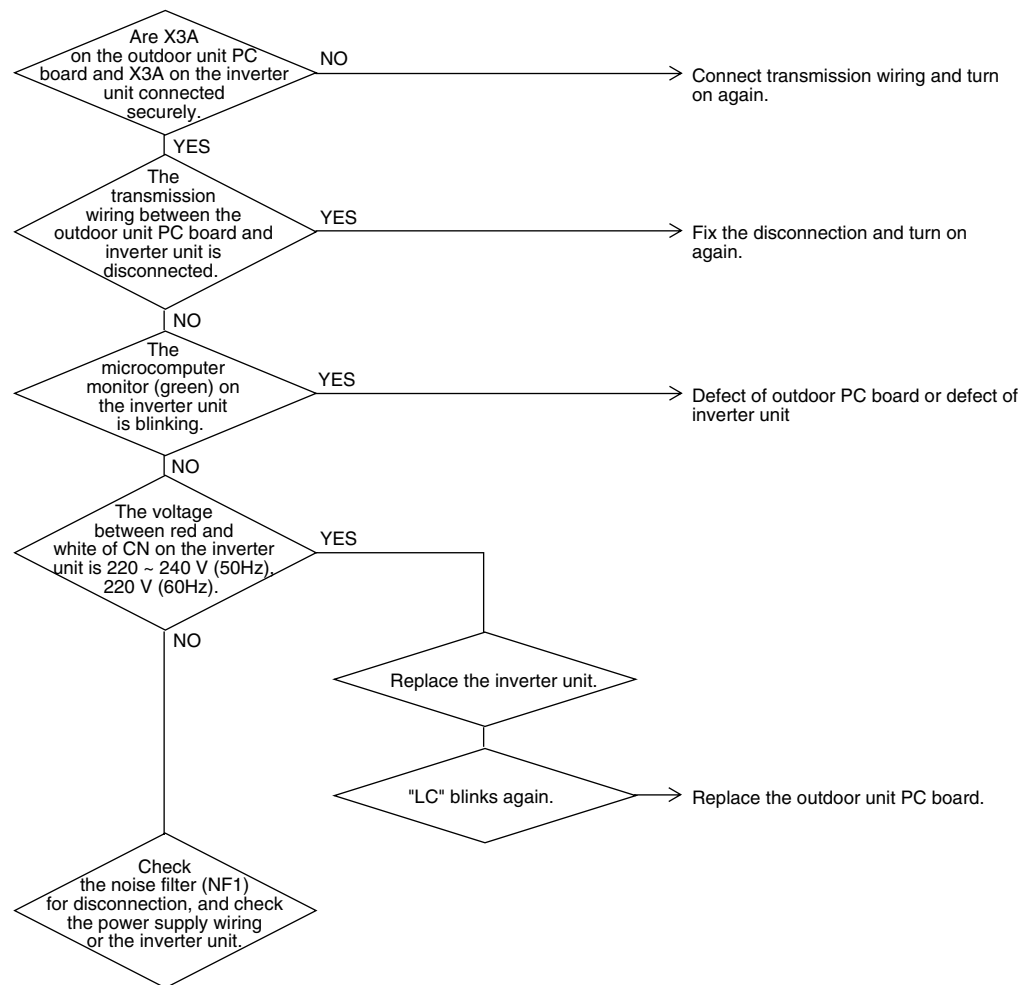 Are X3A
on the outdoor unit PC
board and X3A on the inverter
unit connected
securely.
NO
Connect transmission wiring and turn
on again.
YES
The
transmission
wiring between the
outdoor unit PC board and
inverter unit is
disconnected.
YES
Fix the disconnection and turn on
again.
NO
The
microcomputer
monitor (green) on
the inverter unit
is blinking.
YES
Defect of outdoor PC board or defect of
inverter unit
NO
The voltage
between red and
white of CN on the inverter
unit is 220 ~ 240 V (50Hz),
220 V (60Hz).
YES
NO
Replace the inverter unit.
"LC" blinks again.
Replace the outdoor unit PC board.
Check
the noise filter (NF1)
for disconnection, and check
the power supply wiring
or the inverter unit.